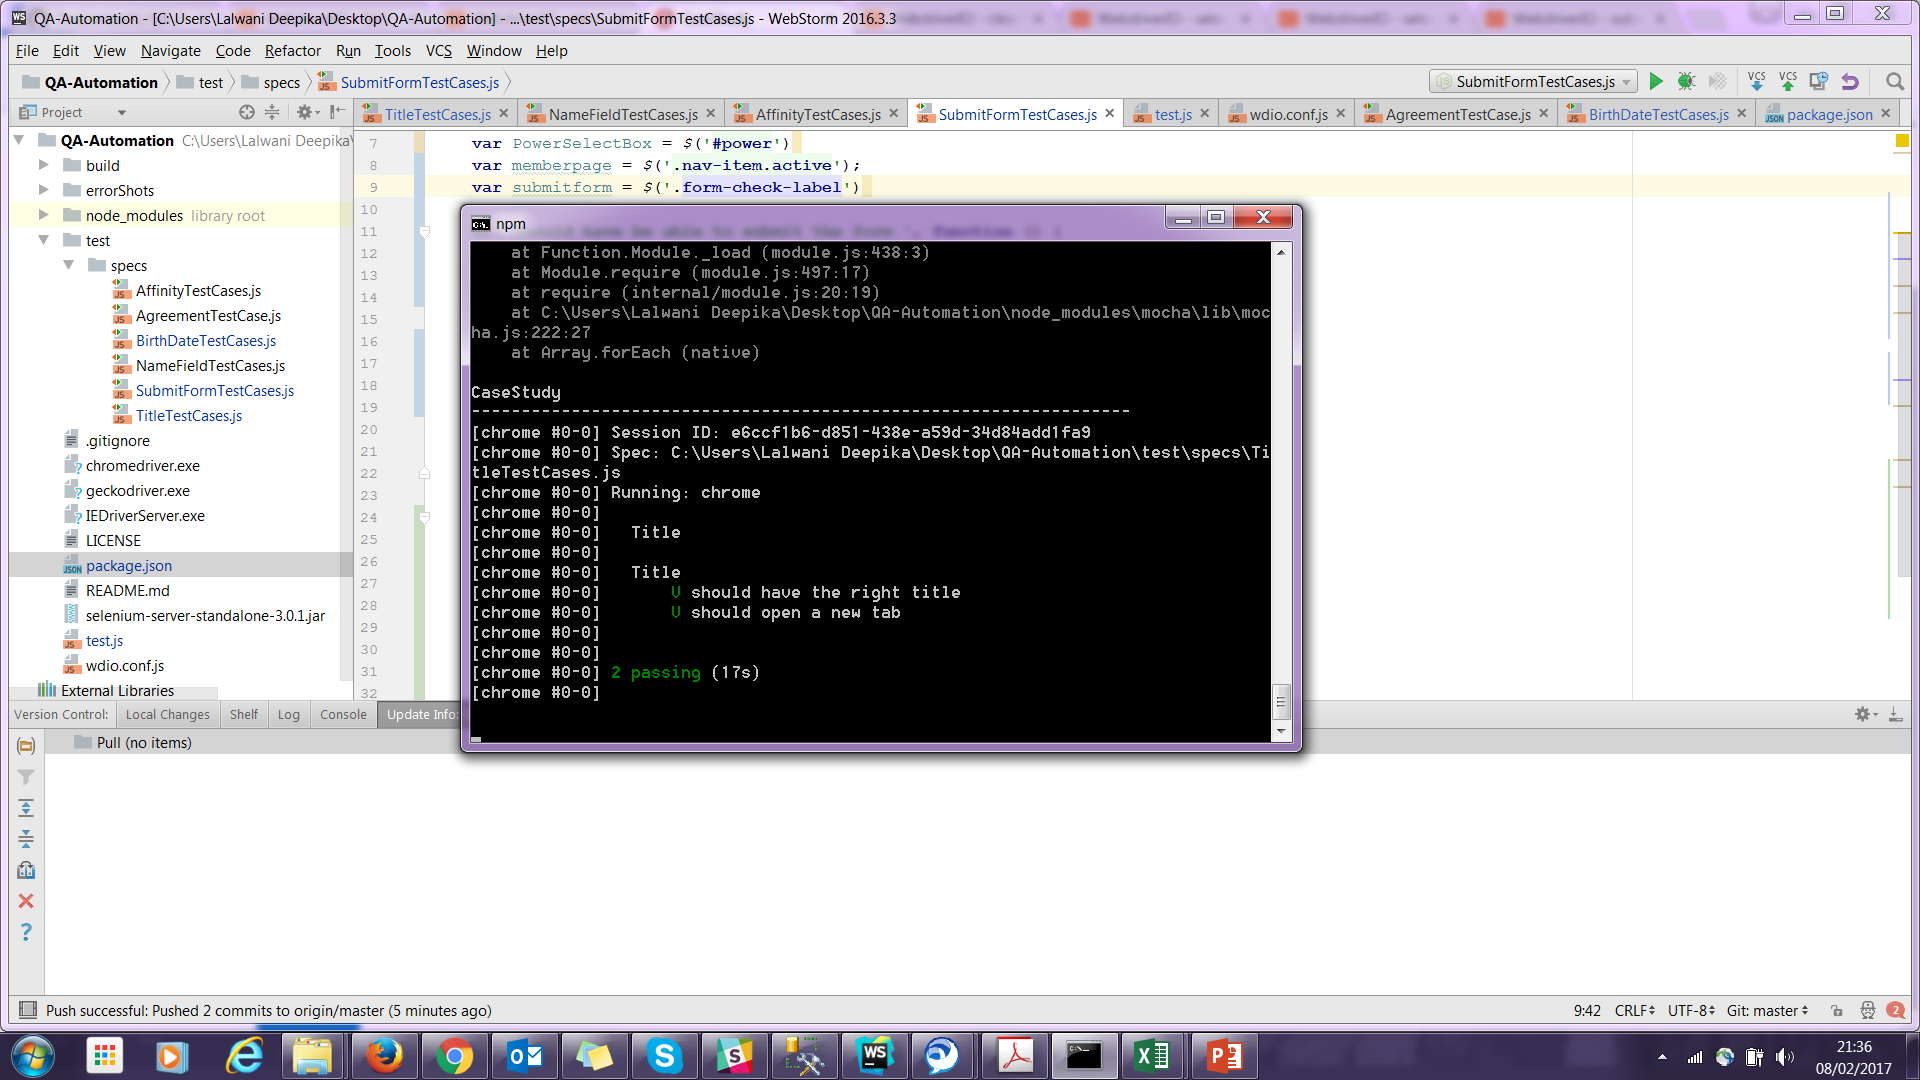 QA-Automation - [C:\Users\Lalwani Deepika\Desktop\QA-Automation] - ...\test\specs\SubmitFormTestCases.js - WebStorm 2016.3.3
File Edit View Navigate Code Refactor Run Tools VCS Window Help
QA-Automation test specs SubmitFormTestCases.js
SubmitFormTestCases.js VCS VCS
Project
TitleTestCases.js NameFieldTestCases.js AffinityTestCases.js SubmitFormTestCases.js test.js wdio.conf.js AgreementTestCase.js BirthDateTestCases.js package.json
QA-Automation C:\Users\Lalwani Deepika\
build
errorShots
node_modules library root
test
specs
AffinityTestCases.js
AgreementTestCase.js
BirthDateTestCases.js
NameFieldTestCases.js
SubmitFormTestCases.js
TitleTestCases.js
.gitignore
chromedriver.exe
geckodriver.exe
IEDriverServer.exe
LICENSE
package.json
README.md
selenium-server-standalone-3.0.1.jar
test.js
wdio.conf.js
External Libraries
7 var PowerSelectBox = $('#power')
8 var memberpage = $('.nav-item.active');
9 var submitform = $('.form-check-label')
10
11
12
13
14
15
16
17
18
19
20
21
22
23
24
25
26
27
28
29
30
31
32
npm
at Function.Module._load (module.js:438:3)
at Module.require (module.js:497:17)
at require (internal/module.js:20:19)
at C:\Users\Lalwani Deepika\Desktop\QA-Automation\node_modules\mocha\lib\moc
ha.js:222:27
at Array.forEach (native)
CaseStudy
------------------------------------------------------------------
[chrome #0-0] Session ID: e6ccf1b6-d851-438e-a59d-34d84add1fa9
[chrome #0-0] Spec: C:\Users\Lalwani Deepika\Desktop\QA-Automation\test\specs\Ti
tleTestCases.js
[chrome #0-0] Running: chrome
[chrome #0-0]
[chrome #0-0] Title
[chrome #0-0]
[chrome #0-0] Title
[chrome #0-0] V should have the right title
[chrome #0-0] V should open a new tab
[chrome #0-0]
[chrome #0-0]
[chrome #0-0] 2 passing (17s)
[chrome #0-0]
Version Control: Local Changes Shelf Log Console Update Info:
Pull (no items)
Push successful: Pushed 2 commits to origin/master (5 minutes ago)
9:42 CRLF UTF-8 Git: master 2
21:36
08/02/2017